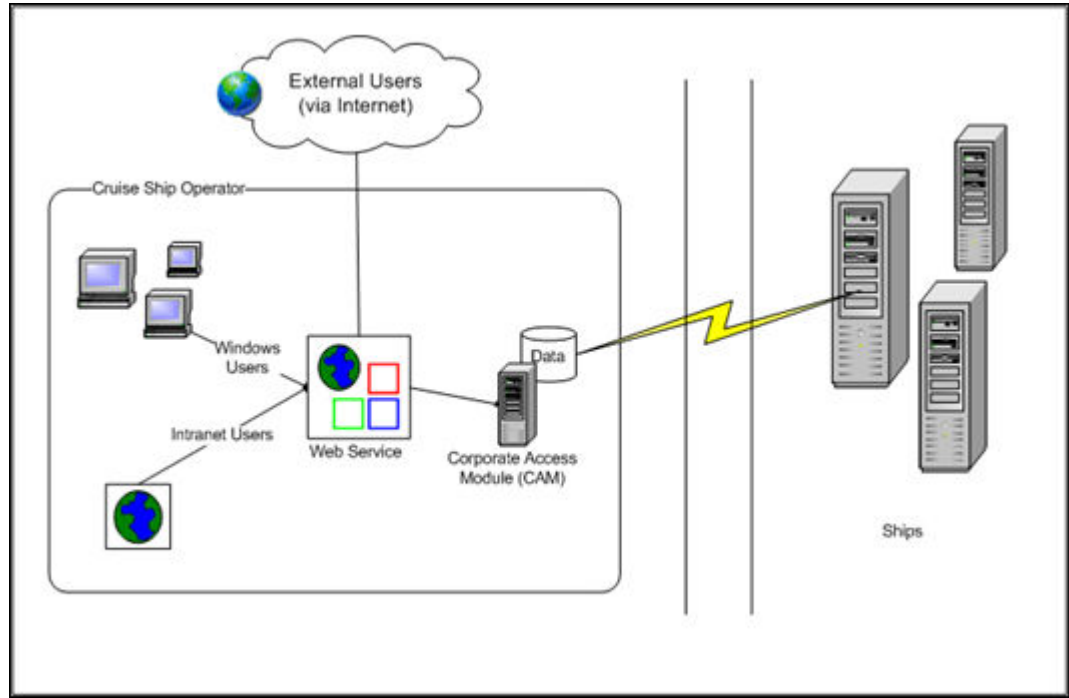 External Users
(via Internet)
Cruise Ship Operator
Windows
Users
Data
Intranet Users
Web Service
Corporate Access
Module (CAM)
Ships